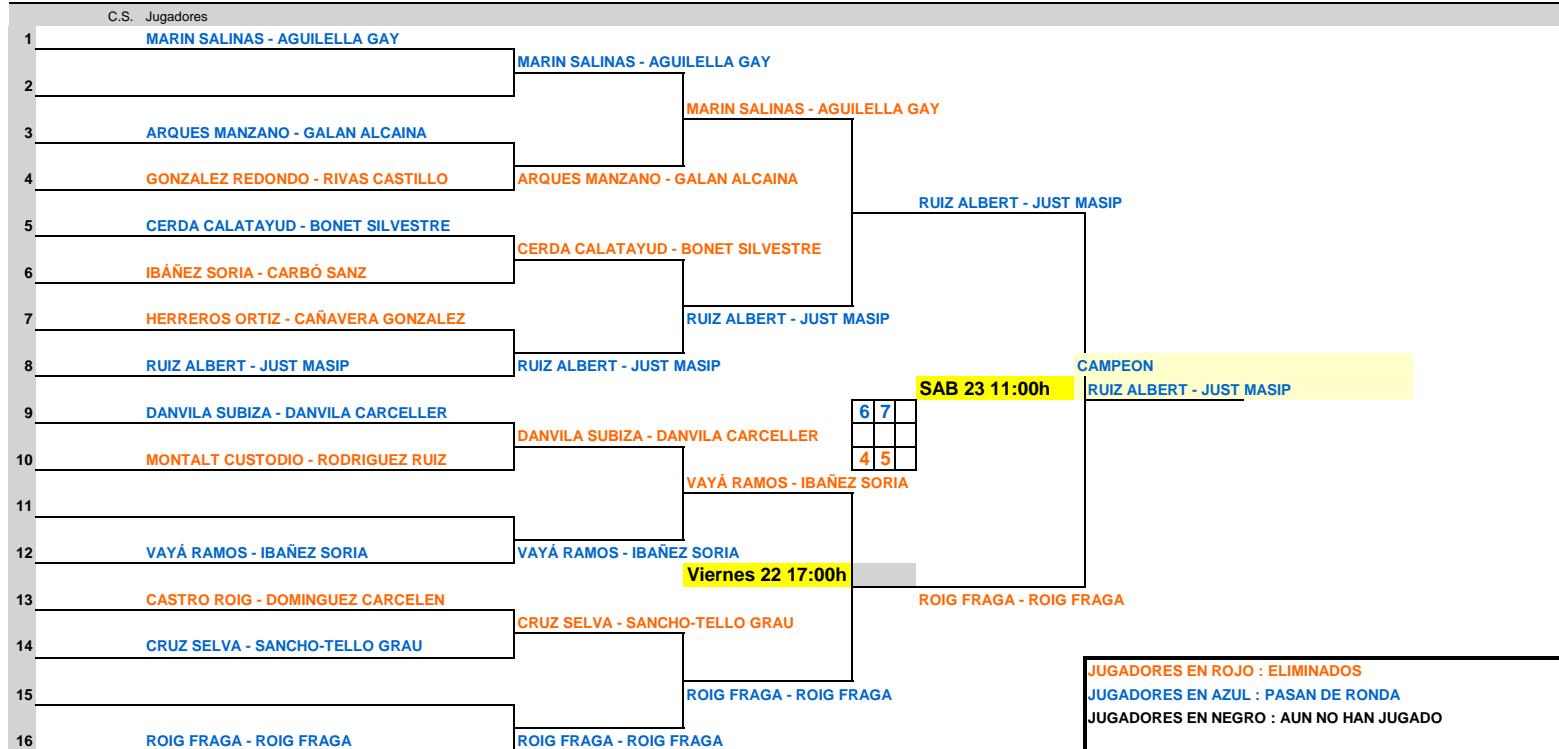 C.S. Jugadores
1 MARIN SALINAS - AGUILELLA GAY
MARIN SALINAS - AGUILELLA GAY
2
MARIN SALINAS - AGUILELLA GAY
3 ARQUES MANZANO - GALAN ALCAINA
4 GONZALEZ REDONDO - RIVAS CASTILLO ARQUES MANZANO - GALAN ALCAINA
RUIZ ALBERT - JUST MASIP
5 CERDA CALATAYUD - BONET SILVESTRE
CERDA CALATAYUD - BONET SILVESTRE
6 IBÁÑEZ SORIA - CARBÓ SANZ
7 HERREROS ORTIZ - CAÑAVERA GONZALEZ RUIZ ALBERT - JUST MASIP
8 RUIZ ALBERT - JUST MASIP RUIZ ALBERT - JUST MASIP CAMPEON
SAB 23 11:00h RUIZ ALBERT - JUST MASIP
9 DANVILA SUBIZA - DANVILA CARCELLER 6 7
DANVILA SUBIZA - DANVILA CARCELLER
10 MONTALT CUSTODIO - RODRIGUEZ RUIZ 4 5
VAYÁ RAMOS - IBAÑEZ SORIA
11
12 VAYÁ RAMOS - IBAÑEZ SORIA VAYÁ RAMOS - IBAÑEZ SORIA
Viernes 22 17:00h
13 CASTRO ROIG - DOMINGUEZ CARCELEN ROIG FRAGA - ROIG FRAGA
CRUZ SELVA - SANCHO-TELLO GRAU
14 CRUZ SELVA - SANCHO-TELLO GRAU
JUGADORES EN ROJO : ELIMINADOS
15 ROIG FRAGA - ROIG FRAGA JUGADORES EN AZUL : PASAN DE RONDA
JUGADORES EN NEGRO : AUN NO HAN JUGADO
16 ROIG FRAGA - ROIG FRAGA ROIG FRAGA - ROIG FRAGA